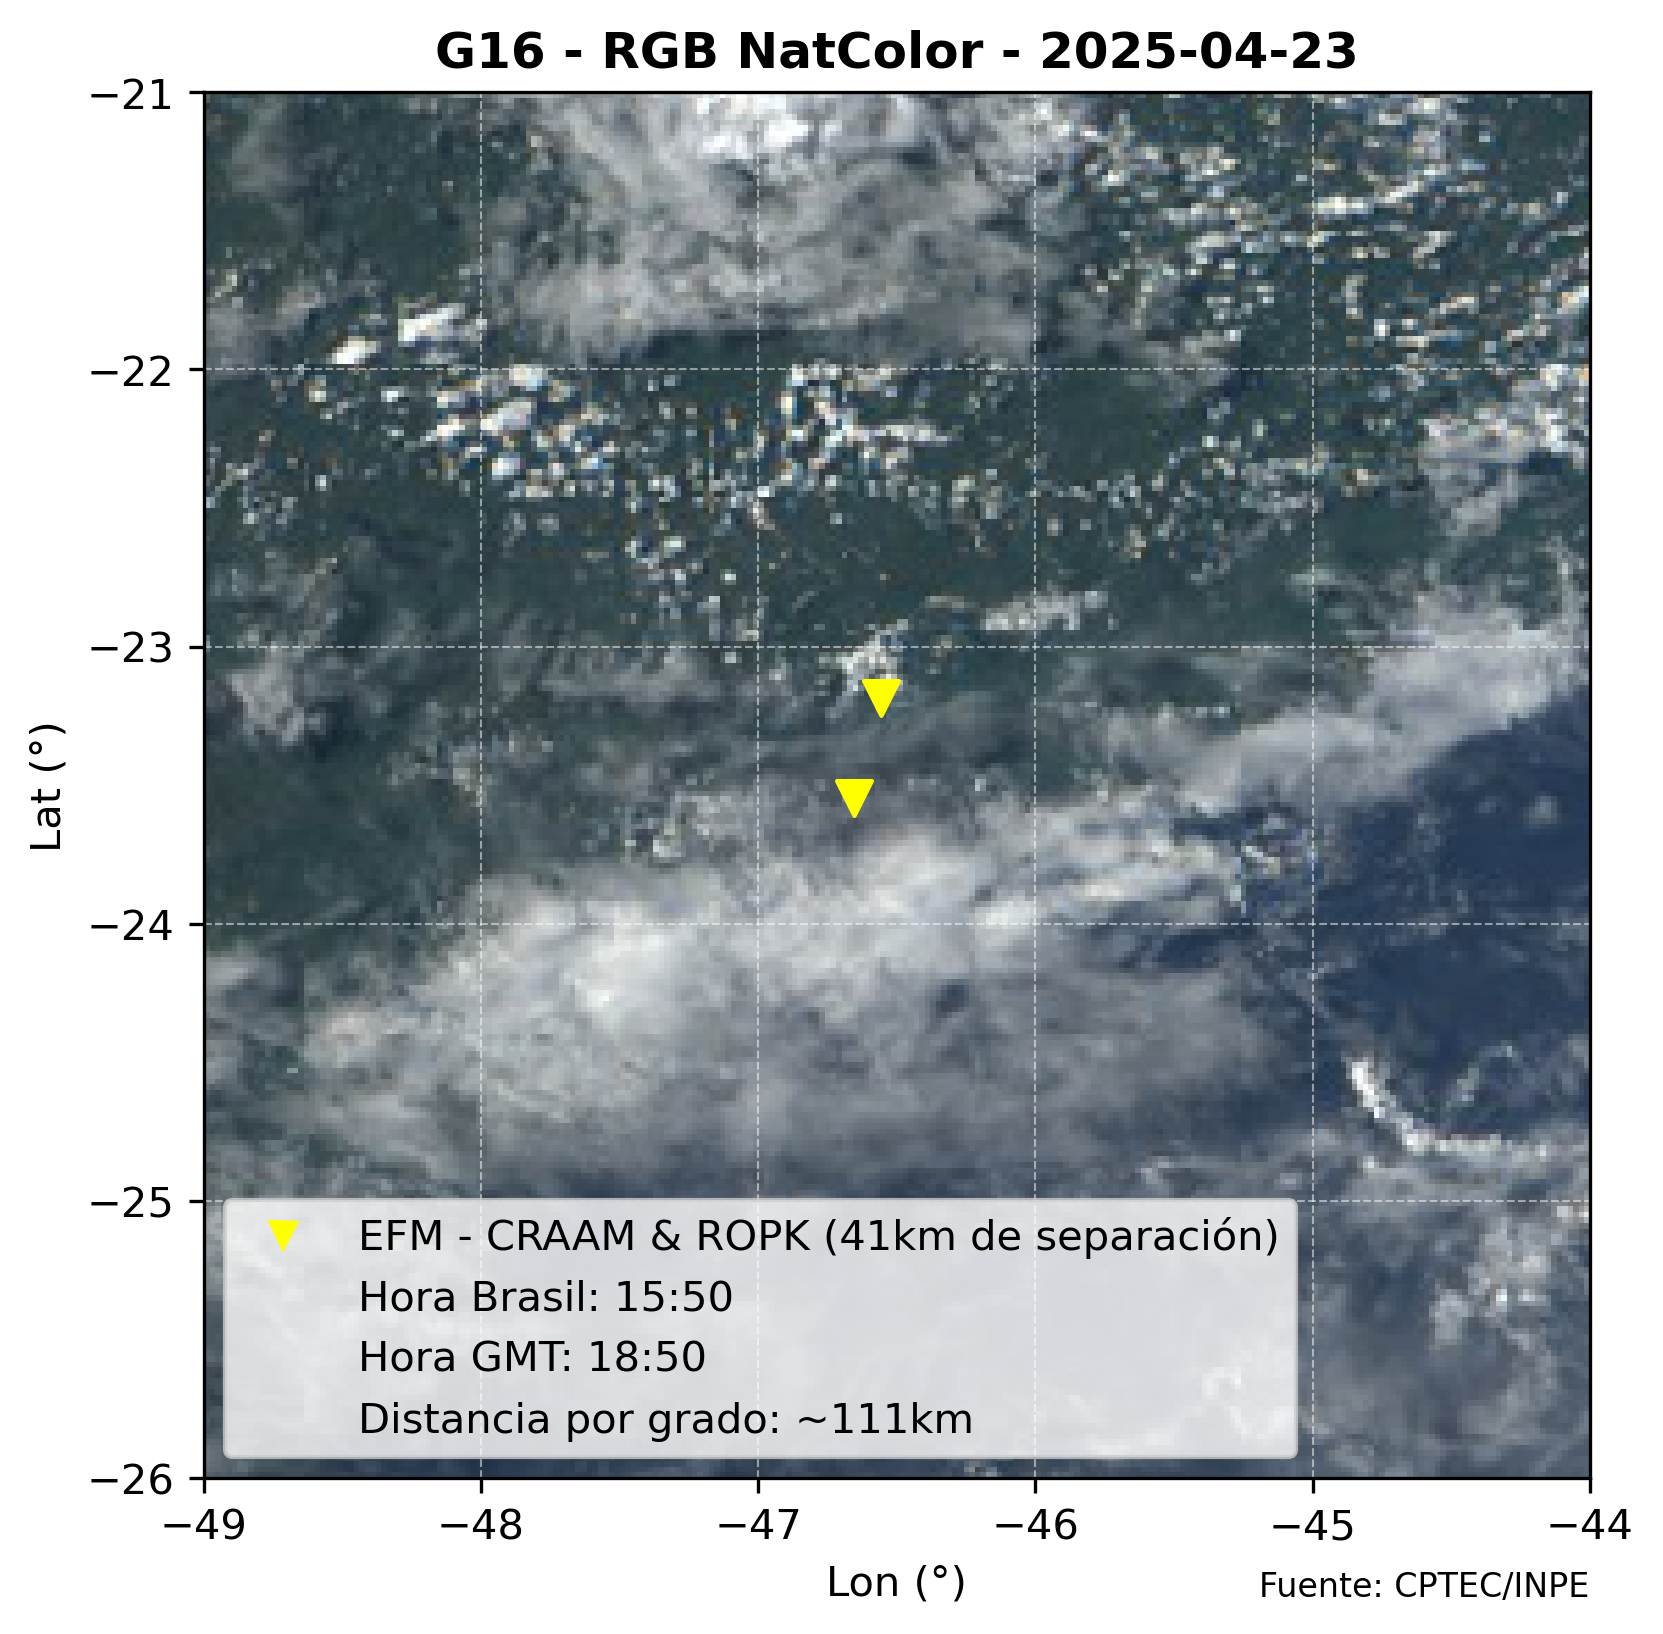 G16 - RGB NatColor - 2025-04-23
−21
−22
−23
−24
−25
−26
Lat (°)
EFM - CRAAM & ROPK (41km de separación)
Hora Brasil: 15:50
Hora GMT: 18:50
Distancia por grado: ~111km
−49 −48 −47 −46 −45 −44
Lon (°)
Fuente: CPTEC/INPE